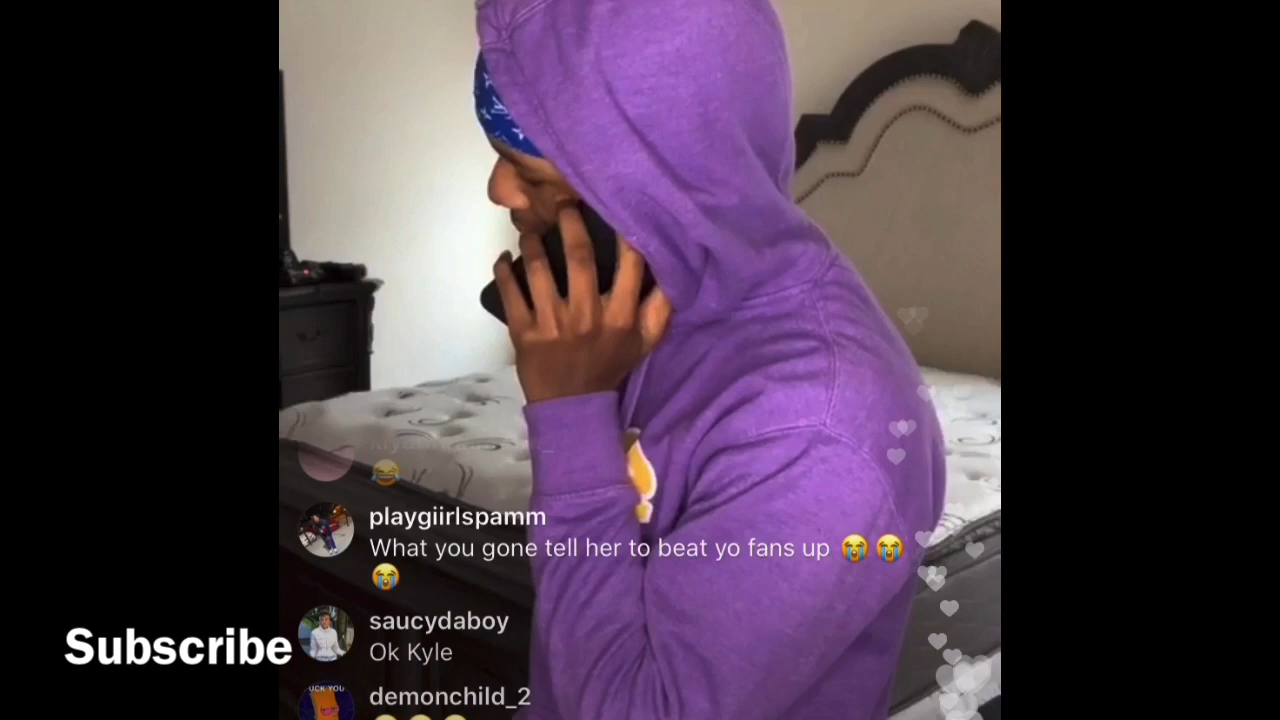 playgiirlspamm
What you gone tell her to beat yo fans up 😭😭
😭
saucydaboy
Ok Kyle
demonchild_2
Subscribe